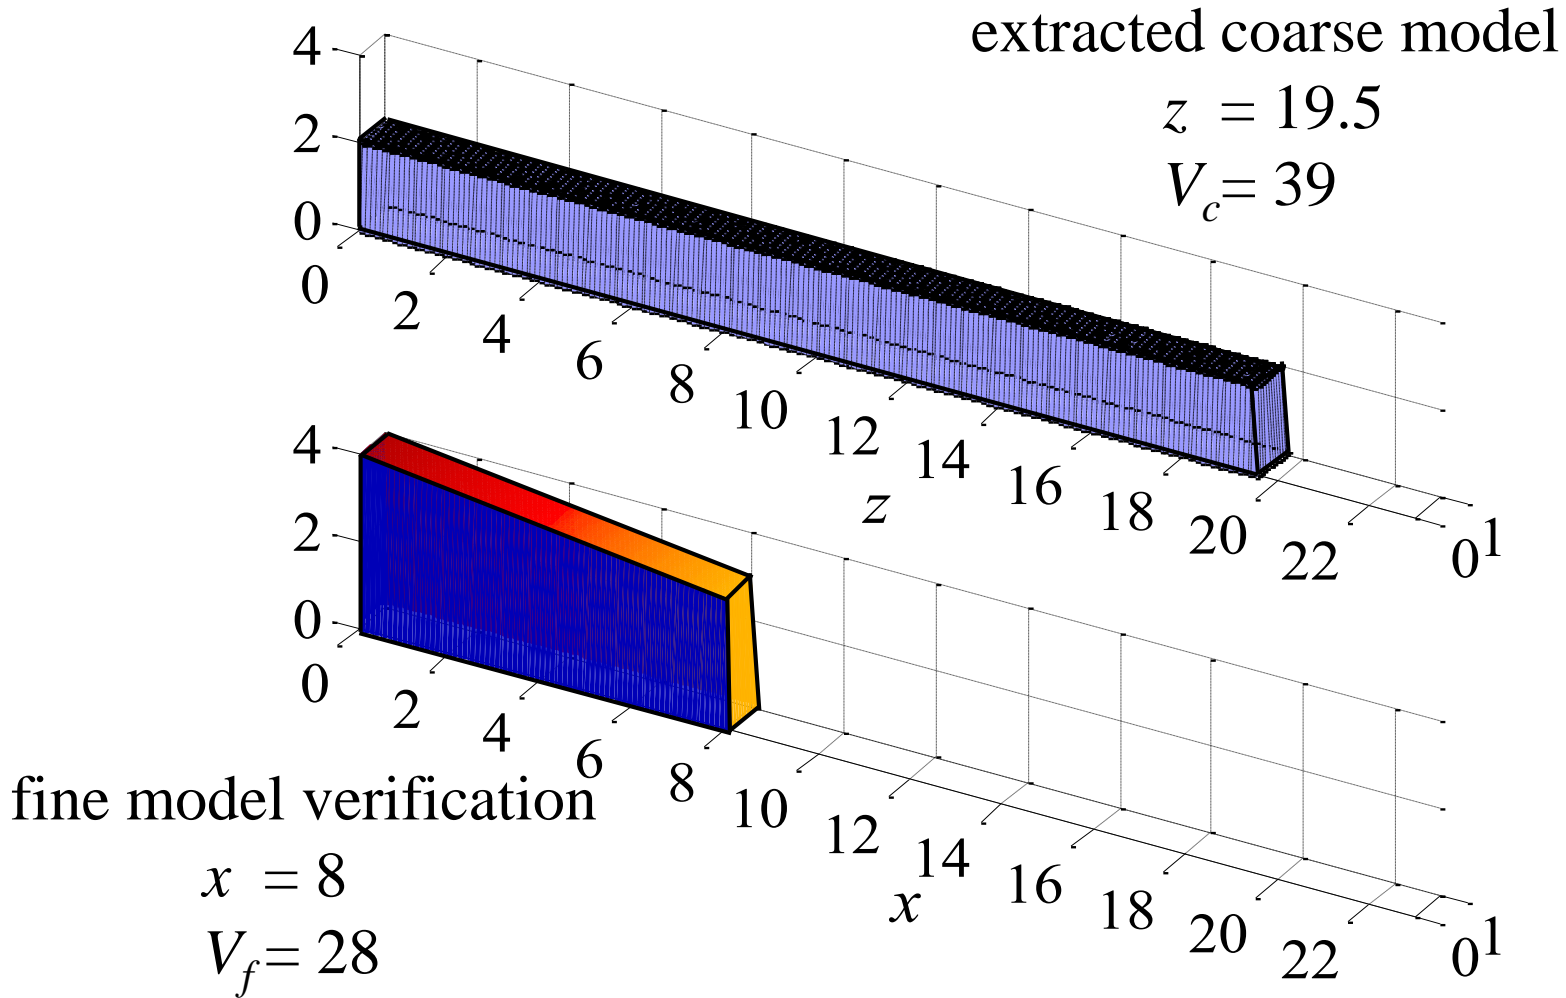 extracted coarse model
z = 19.5
V_c = 39
4
2
0
0 2 4 6 8 10 12 14 16 18 20 22
0 1
z
4
2
0
0 2 4 6 8 10 12 14 16 18 20 22
0 1
x
fine model verification
x = 8
V_f = 28